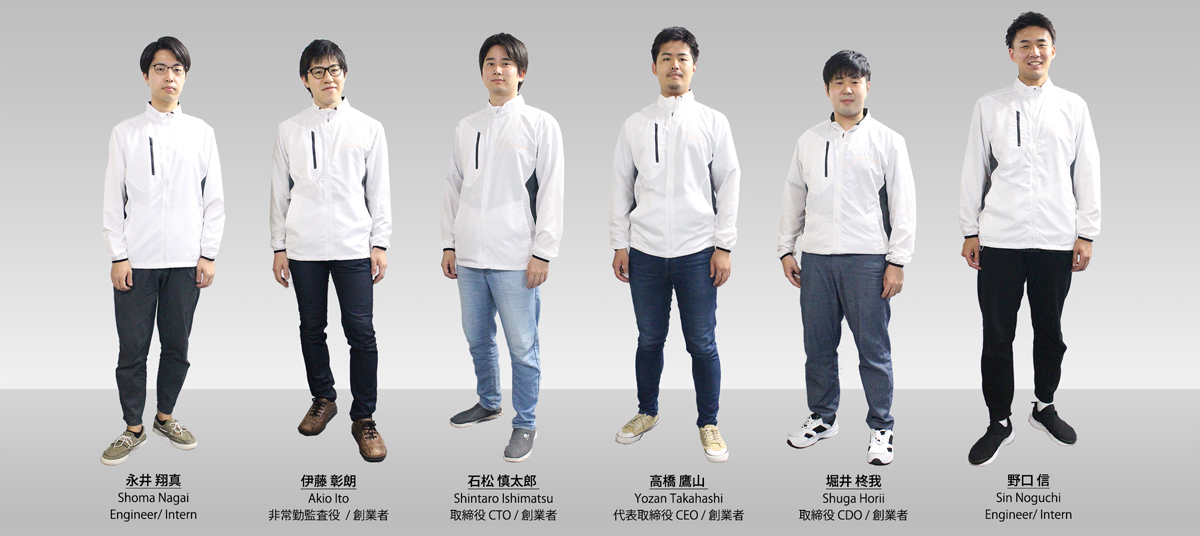 永井 翔真
Shoma Nagai
Engineer/ Intern
伊藤 彰朗
Akio Ito
非常勤監査役 / 創業者
石松 慎太郎
Shintaro Ishimatsu
取締役 CTO / 創業者
高橋 鷹山
Yozan Takahashi
代表取締役 CEO / 創業者
堀井 柊我
Shuga Horii
取締役 CDO / 創業者
野口 信
Sin Noguchi
Engineer/ Intern